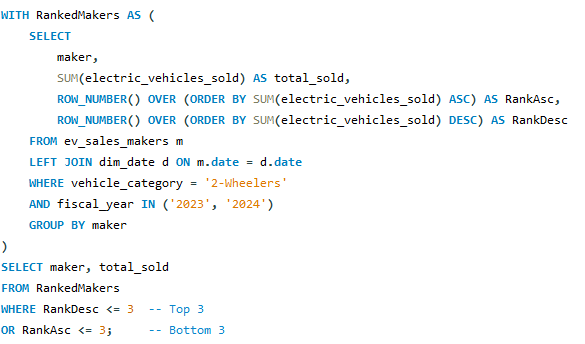 WITH RankedMakers AS (
    SELECT
        maker,
        SUM(electric_vehicles_sold) AS total_sold,
        ROW_NUMBER() OVER (ORDER BY SUM(electric_vehicles_sold) ASC) AS RankAsc,
        ROW_NUMBER() OVER (ORDER BY SUM(electric_vehicles_sold) DESC) AS RankDesc
    FROM ev_sales_makers m
    LEFT JOIN dim_date d ON m.date = d.date
    WHERE vehicle_category = '2-Wheelers'
    AND fiscal_year IN ('2023', '2024')
    GROUP BY maker
)
SELECT maker, total_sold
FROM RankedMakers
WHERE RankDesc <= 3  -- Top 3
OR RankAsc <= 3;     -- Bottom 3